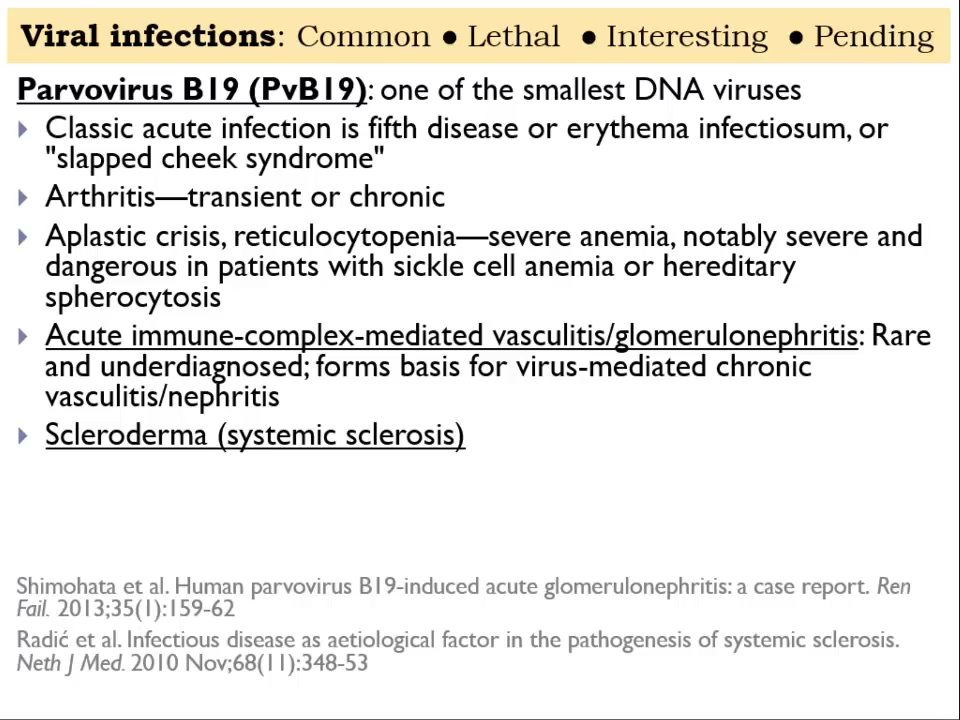 Viral infections: Common ● Lethal ● Interesting ● Pending
Parvovirus B19 (PvB19): one of the smallest DNA viruses
Classic acute infection is fifth disease or erythema infectiosum, or
"slapped cheek syndrome"
Arthritis—transient or chronic
Aplastic crisis, reticulocytopenia—severe anemia, notably severe and
dangerous in patients with sickle cell anemia or hereditary
spherocytosis
Acute immune-complex-mediated vasculitis/glomerulonephritis: Rare
and underdiagnosed; forms basis for virus-mediated chronic
vasculitis/nephritis
Scleroderma (systemic sclerosis)
Shimohata et al. Human parvovirus B19-induced acute glomerulonephritis: a case report. Ren
Fail. 2013;35(1):159-62
Radić et al. Infectious disease as aetiological factor in the pathogenesis of systemic sclerosis.
Neth J Med. 2010 Nov;68(11):348-53